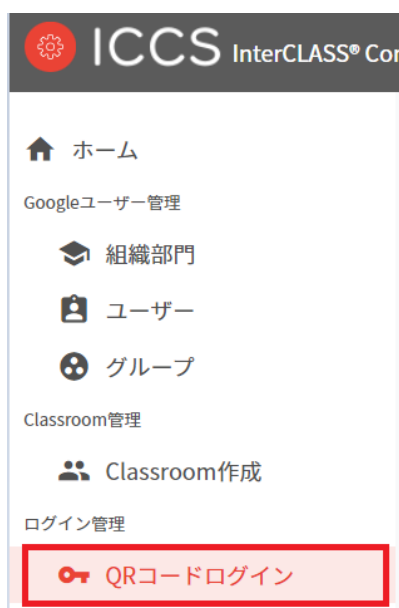 ICCS InterCLASS® Con
ホーム
Googleユーザー管理
組織部門
ユーザー
グループ
Classroom管理
Classroom作成
ログイン管理
QRコードログイン